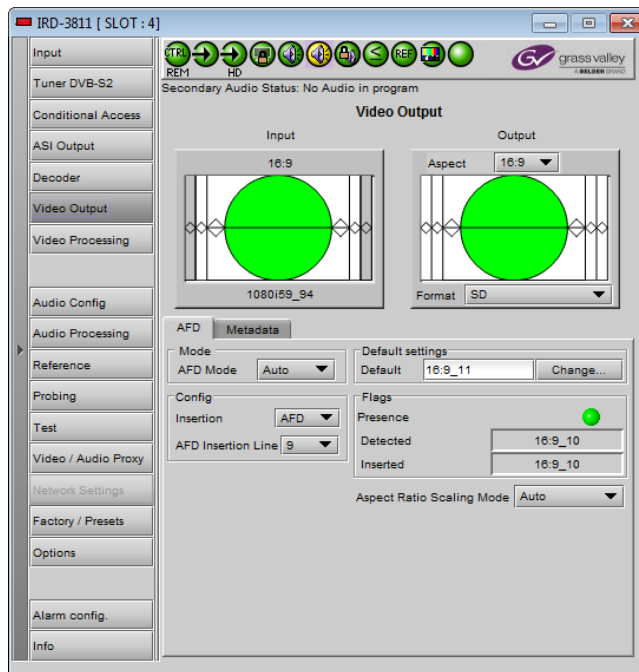 IRD-3811 [ SLOT : 4]
Input
Tuner DVB-S2
Conditional Access
ASI Output
Decoder
Video Output
Video Processing
Audio Config
Audio Processing
Reference
Probing
Test
Video / Audio Proxy
Network Settings
Factory / Presets
Options
Alarm config.
Info
CTRL
REF
REM
HD
GV grass valley
A BELDEN BRAND
Secondary Audio Status: No Audio in program
Video Output
Input
Output
16:9
Aspect 16:9
1080i59_94
Format SD
AFD
Metadata
Mode
AFD Mode Auto
Default settings
Default 16:9_11 Change...
Config
Insertion AFD
AFD Insertion Line 9
Flags
Presence
Detected 16:9_10
Inserted 16:9_10
Aspect Ratio Scaling Mode Auto